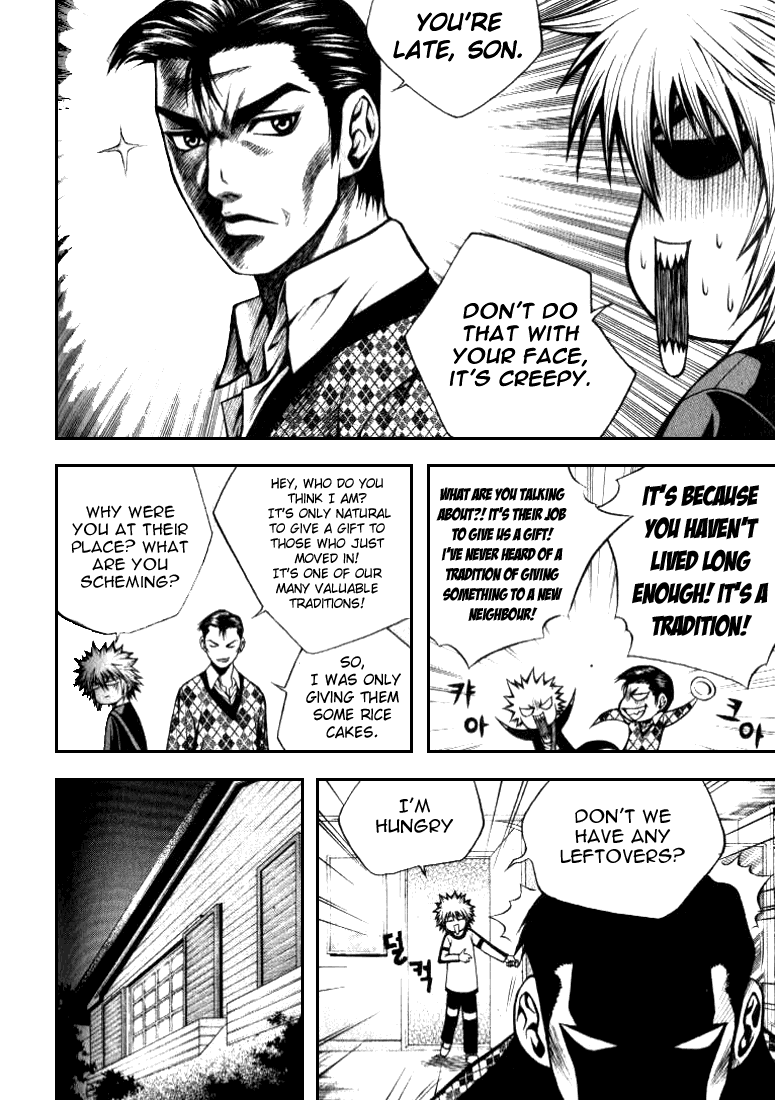 YOU'RE
LATE, SON.
DON'T DO
THAT WITH
YOUR FACE,
IT'S CREEPY.
WHY WERE
YOU AT THEIR
PLACE? WHAT
ARE YOU
SCHEMING?
HEY, WHO DO YOU
THINK I AM?
IT'S ONLY NATURAL
TO GIVE A GIFT TO
THOSE WHO JUST
MOVED IN!
IT'S ONE OF OUR
MANY VALUABLE
TRADITIONS!
SO,
I WAS ONLY
GIVING THEM
SOME RICE
CAKES.
WHAT ARE YOU TALKING
ABOUT?! IT'S THEIR JOB
TO GIVE US A GIFT!
I'VE NEVER HEARD OF A
TRADITION OF GIVING
SOMETHING TO A NEW
NEIGHBOUR!
IT'S BECAUSE
YOU HAVEN'T
LIVED LONG
ENOUGH! IT'S A
TRADITION!
캬
아
크
아
I'M
HUNGRY
DON'T WE
HAVE ANY
LEFTOVERS?
덜
컥